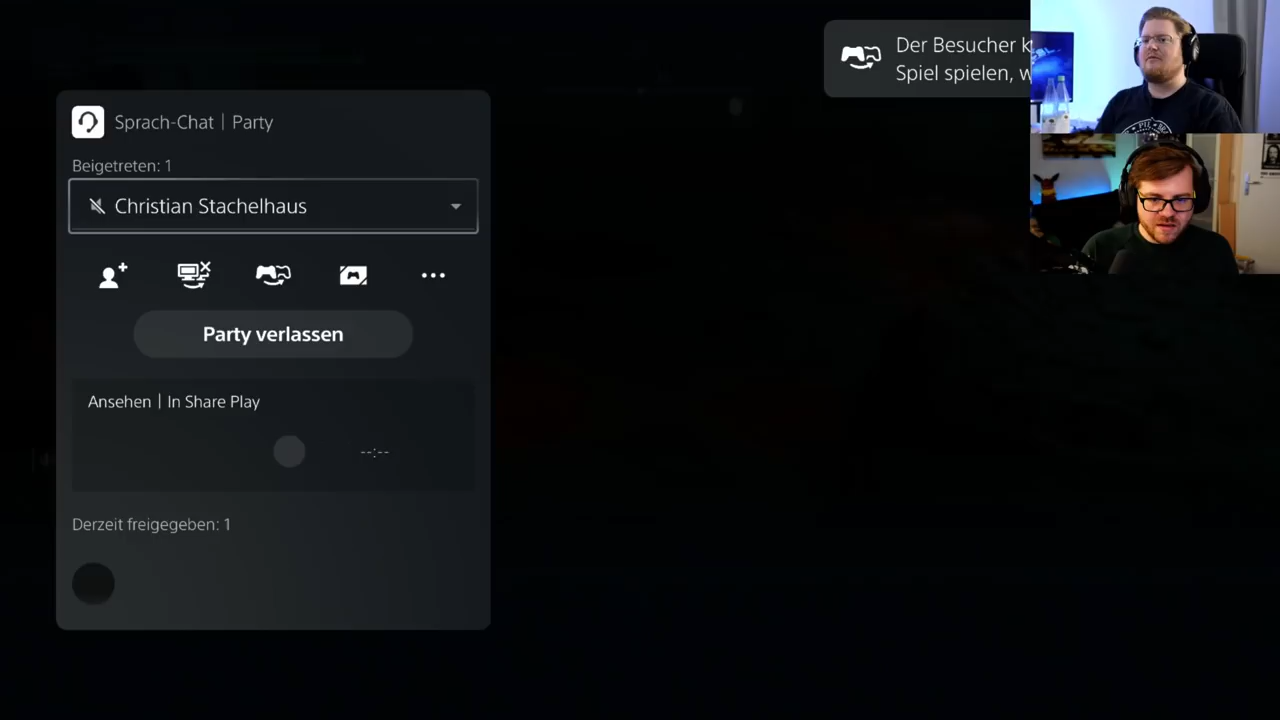 Der Besucher k
Spiel spielen, w
Sprach-Chat | Party
Beigetreten: 1
Christian Stachelhaus
Party verlassen
Ansehen | In Share Play
--:--
Derzeit freigegeben: 1